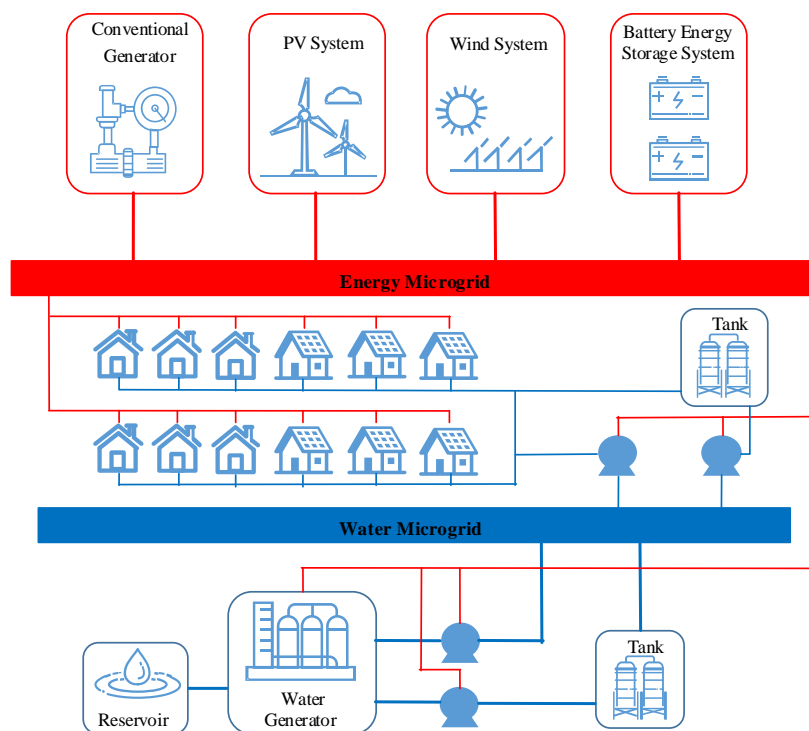 Conventional
Generator
PV System
Wind System
Battery Energy
Storage System
Energy Microgrid
Tank
Water Microgrid
Reservoir
Water
Generator
Tank